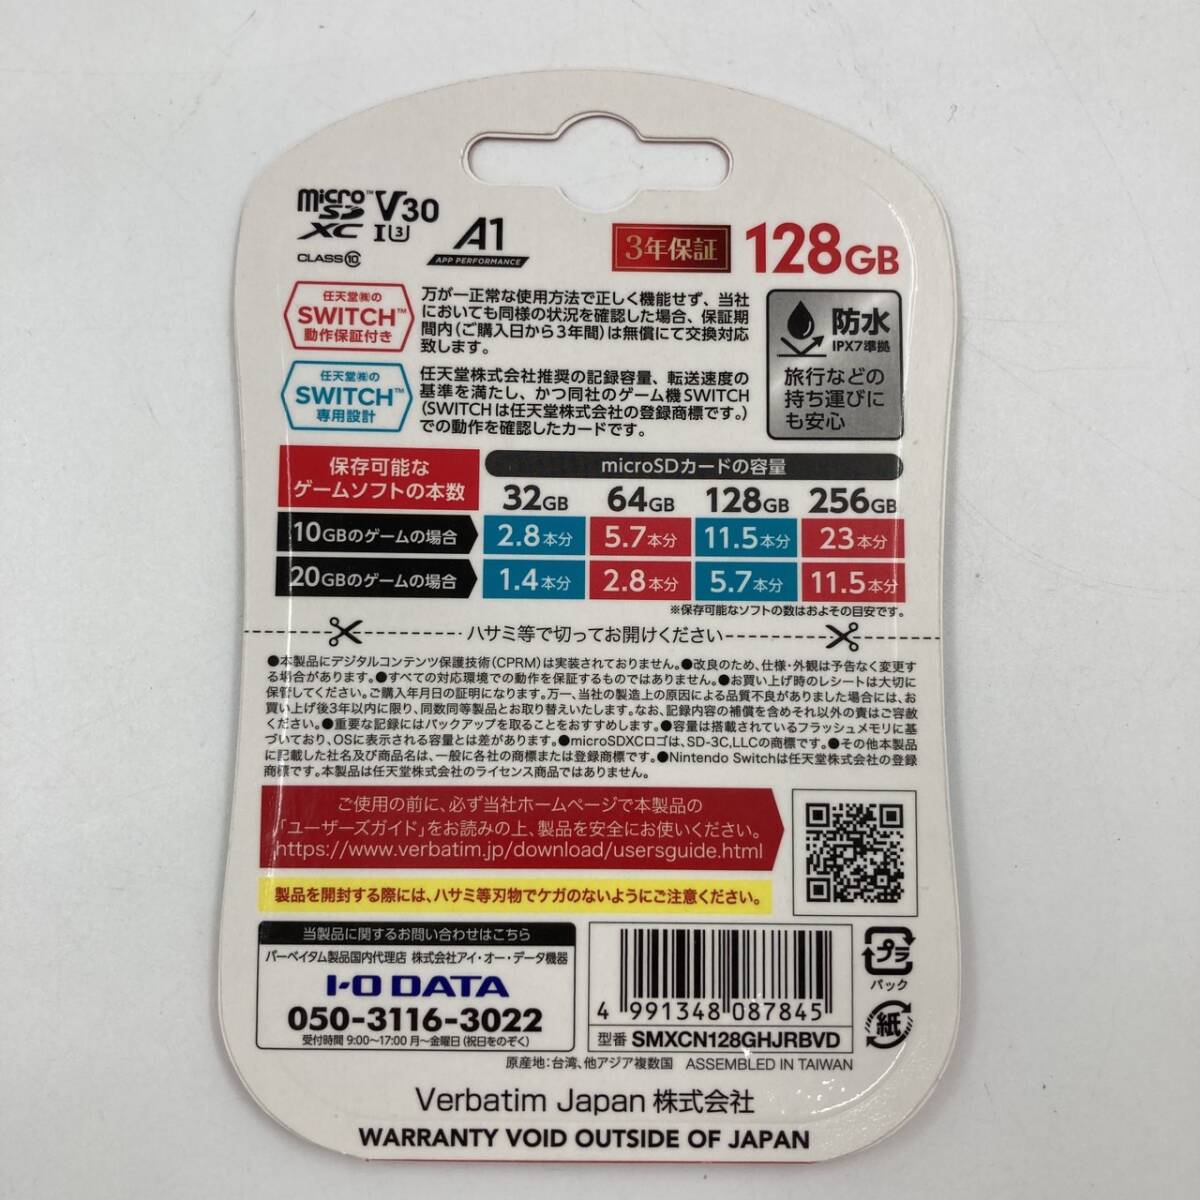 micro SD XC
V30
I U3
CLASS 10
A1
APP PERFORMANCE
3年保証
128GB
任天堂㈱の
SWITCH™
動作保証付き
万が一正常な使用方法で正しく機能せず、当社
においても同様の状況を確認した場合、保証期
間内(ご購入日から3年間)は無償にて交換対応
致します。
任天堂㈱の
SWITCH™
専用設計
任天堂株式会社推奨の記録容量、転送速度の
基準を満たし、かつ同社のゲーム機SWITCH
(SWITCHは任天堂株式会社の登録商標です。)
での動作を確認したカードです。
防水
IPX7準拠
旅行などの
持ち運びに
も安心
保存可能な
ゲームソフトの本数
microSDカードの容量
32GB 64GB 128GB 256GB
10GBのゲームの場合 2.8本分 5.7本分 11.5本分 23本分
20GBのゲームの場合 1.4本分 2.8本分 5.7本分 11.5本分
※保存可能なソフトの数はおよその目安です。
ハサミ等で切ってお開けください
●本製品にデジタルコンテンツ保護技術(CPRM)は実装されておりません。●改良のため、仕様・外観は予告なく変更す
る場合があります。●すべての対応環境での動作を保証するものではありません。●お買い上げ時のレシートは大切に
保管してください。ご購入年月日の証明になります。万一、当社の製造上の原因による品質不良がありました場合には、お
買い上げ後3年以内に限り、同数同等製品とお取り替えいたします。なお、記録内容の補償を含めそれ以外の責はご容赦
ください。●重要な記録にはバックアップを取ることをおすすめします。●容量は搭載されているフラッシュメモリに基
づいており、OSに表示される容量とは差があります。●microSDXCロゴは、SD-3C,LLCの商標です。●その他本製品
に記載した社名及び商品名は、一般に各社の商標または登録商標です。●Nintendo Switchは任天堂株式会社の登録
商標です。本製品は任天堂株式会社のライセンス商品ではありません。
ご使用の前に、必ず当社ホームページで本製品の
「ユーザーズガイド」をお読みの上、製品を安全にお使いください。
https://www.verbatim.jp/download/usersguide.html
製品を開封する際には、ハサミ等刃物でケガのないようにご注意ください。
当製品に関するお問い合わせはこちら
バーベイタム製品国内代理店 株式会社アイ・オー・データ機器
I-O DATA
050-3116-3022
受付時間 9:00〜17:00 月〜金曜日(祝日をのぞく)
4 991348 087845
型番 SMXCN128GHJRBVD
プラ
パック
紙
原産地:台湾、他アジア複数国 ASSEMBLED IN TAIWAN
Verbatim Japan 株式会社
WARRANTY VOID OUTSIDE OF JAPAN